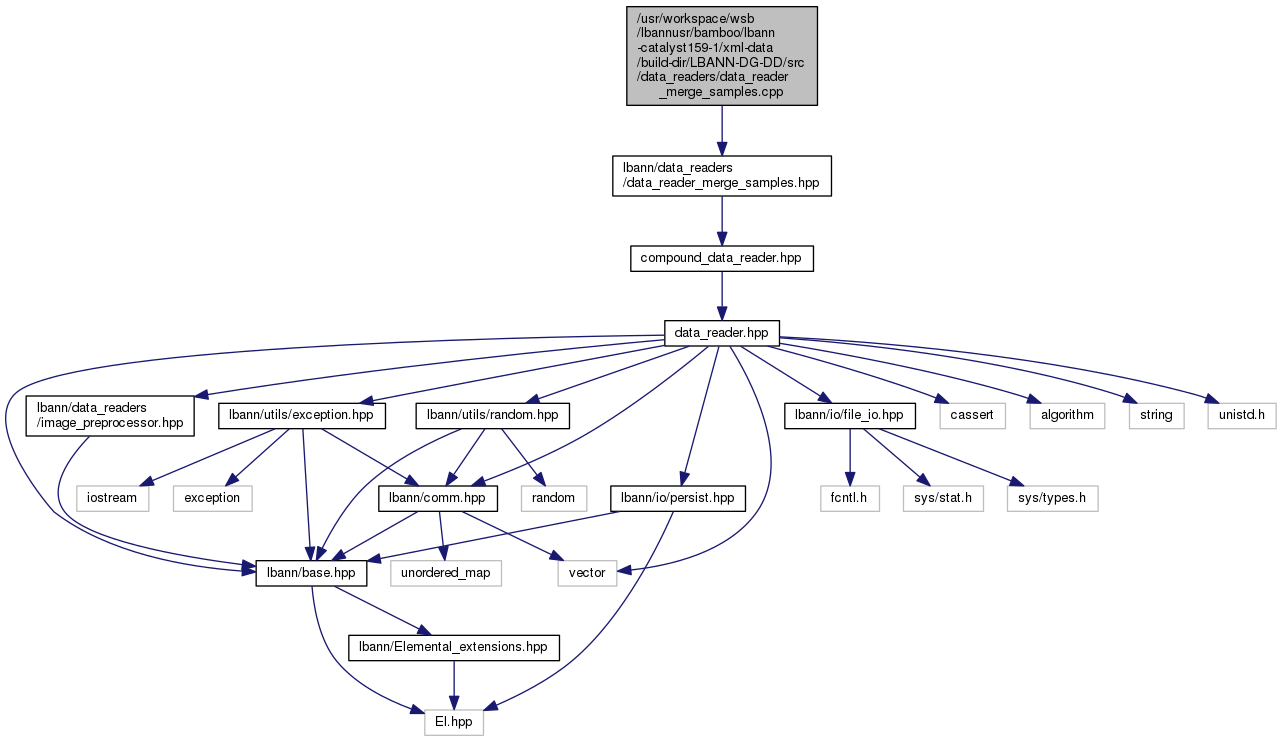 /usr/workspace/wsb
/lbannusr/bamboo/lbann
-catalyst159-1/xml-data
/build-dir/LBANN-DG-DD/src
/data_readers/data_reader
_merge_samples.cpp
lbann/data_readers
/data_reader_merge_samples.hpp
compound_data_reader.hpp
data_reader.hpp
lbann/data_readers
/image_preprocessor.hpp
lbann/utils/exception.hpp
lbann/utils/random.hpp
lbann/io/file_io.hpp
cassert
algorithm
string
unistd.h
iostream
exception
lbann/comm.hpp
random
lbann/io/persist.hpp
fcntl.h
sys/stat.h
sys/types.h
lbann/base.hpp
unordered_map
vector
lbann/Elemental_extensions.hpp
El.hpp